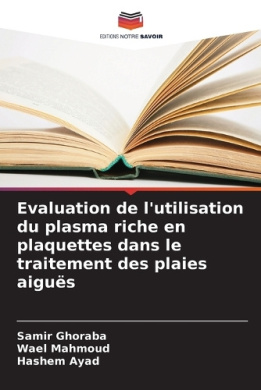 EDITIONS NOTRE SAVOIR
Evaluation de l'utilisation
du plasma riche en
plaquettes dans le
traitement des plaies
aiguës
Samir Ghoraba
Wael Mahmoud
Hashem Ayad